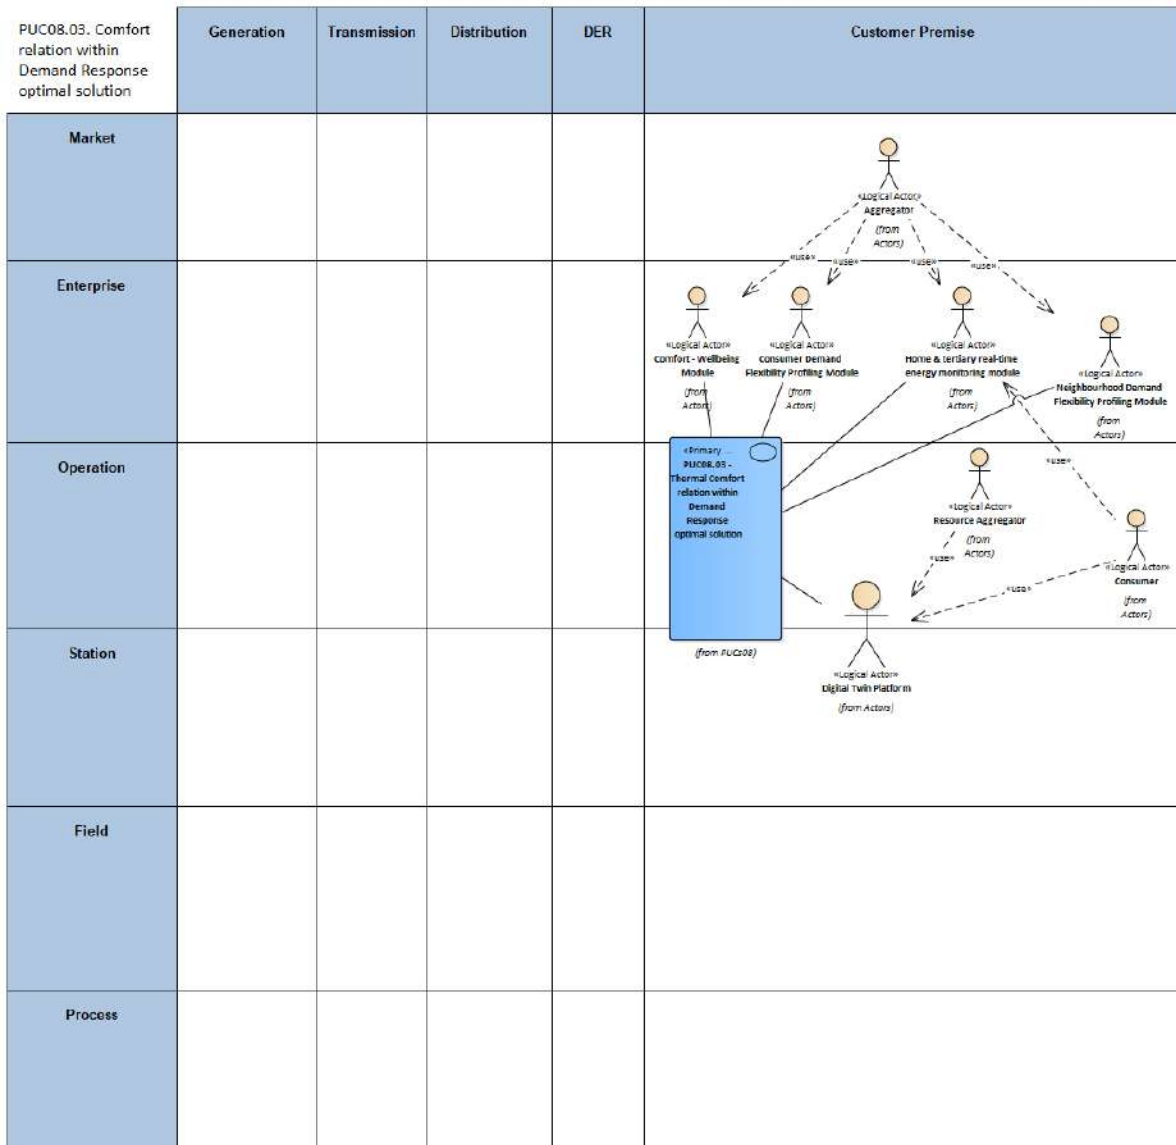 PUC08.03. Comfort
relation within
Demand Response
optimal solution
Generation
Transmission
Distribution
DER
Customer Premise
Market
«Logical Actor»
Aggregator
(from
Actors)
«use»
«use»
«use»
«use»
Enterprise
«Logical Actor»
Comfort - Wellbeing
Module
(from
Actors)
«Logical Actor»
Consumer Demand
Flexibility Profiling Module
(from
Actors)
«Logical Actor»
Home & tertiary real-time
energy monitoring module
(from
Actors)
«Logical Actor»
Neighbourhood Demand
Flexibility Profiling Module
(from
Actors)
Operation
«Primary ...
PUC08.03 -
Thermal Comfort
relation within
Demand
Response
optimal solution
(from PUCs08)
«Logical Actor»
Resource Aggregator
(from
Actors)
«use»
«use»
«use»
«Logical Actor»
Consumer
(from
Actors)
Station
«Logical Actor»
Digital Twin Platform
(from Actors)
Field
Process